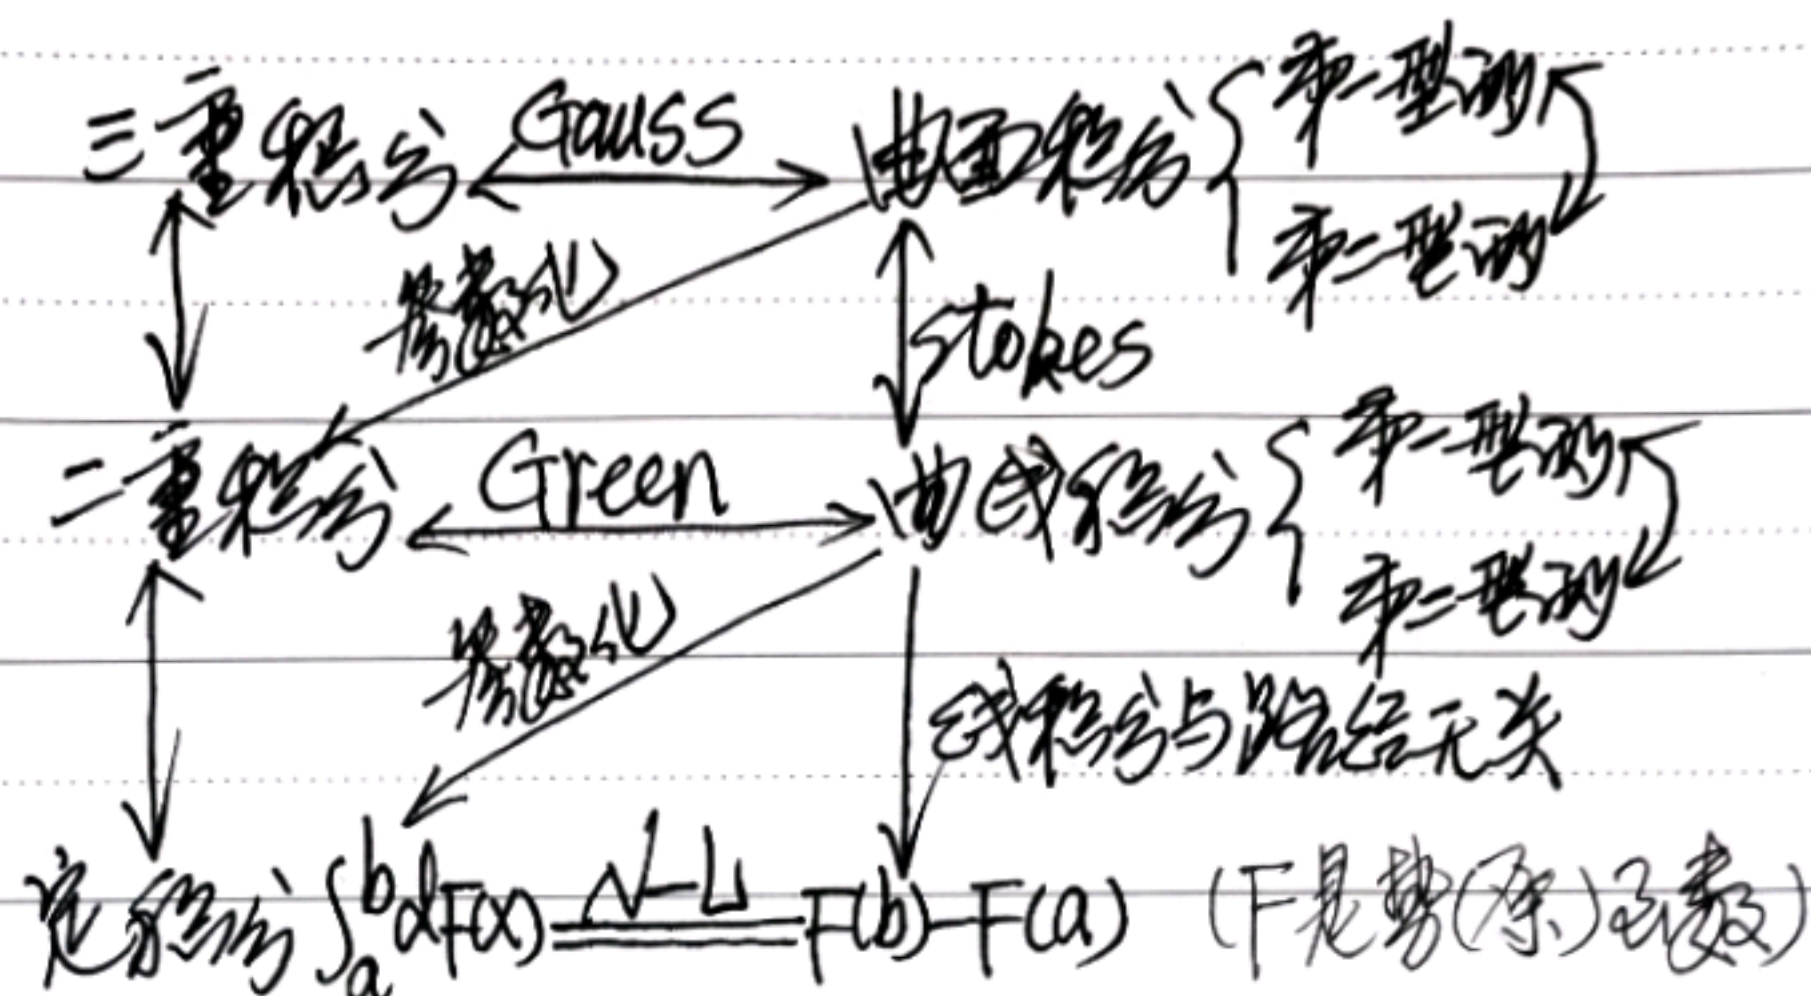 三重积分 Gauss 曲面积分 { 第一型的
第二型的
参数化
Stokes
二重积分 Green 曲线积分 { 第一型的
第二型的
参数化
线积分与路径无关
定积分 ∫_a^b dF(x) N-L F(b)-F(a) (F是势(原)函数)